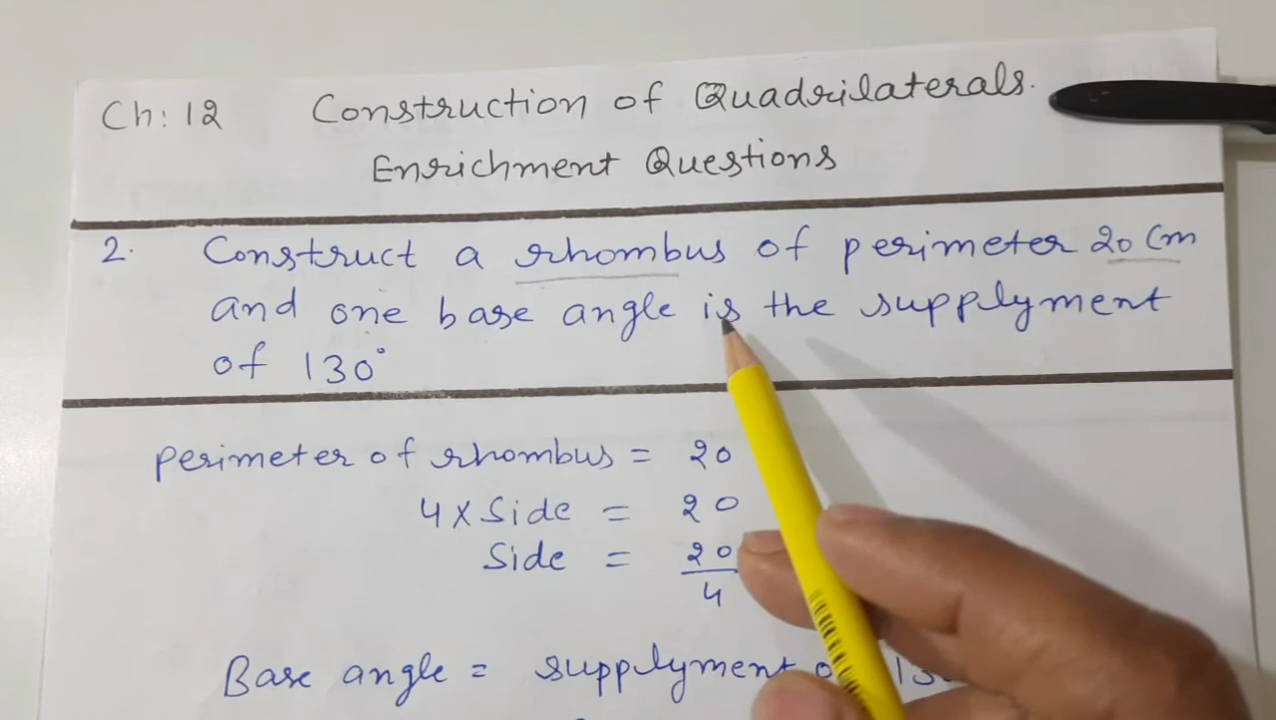 Ch: 12 Construction of Quadrilaterals.
Enrichment Questions
2. Construct a rhombus of perimeter 20 Cm
and one base angle is the supplyment
of 130°
perimeter of rhombus = 20
4 x Side = 20
Side = 20
4
Base angle = supplyment